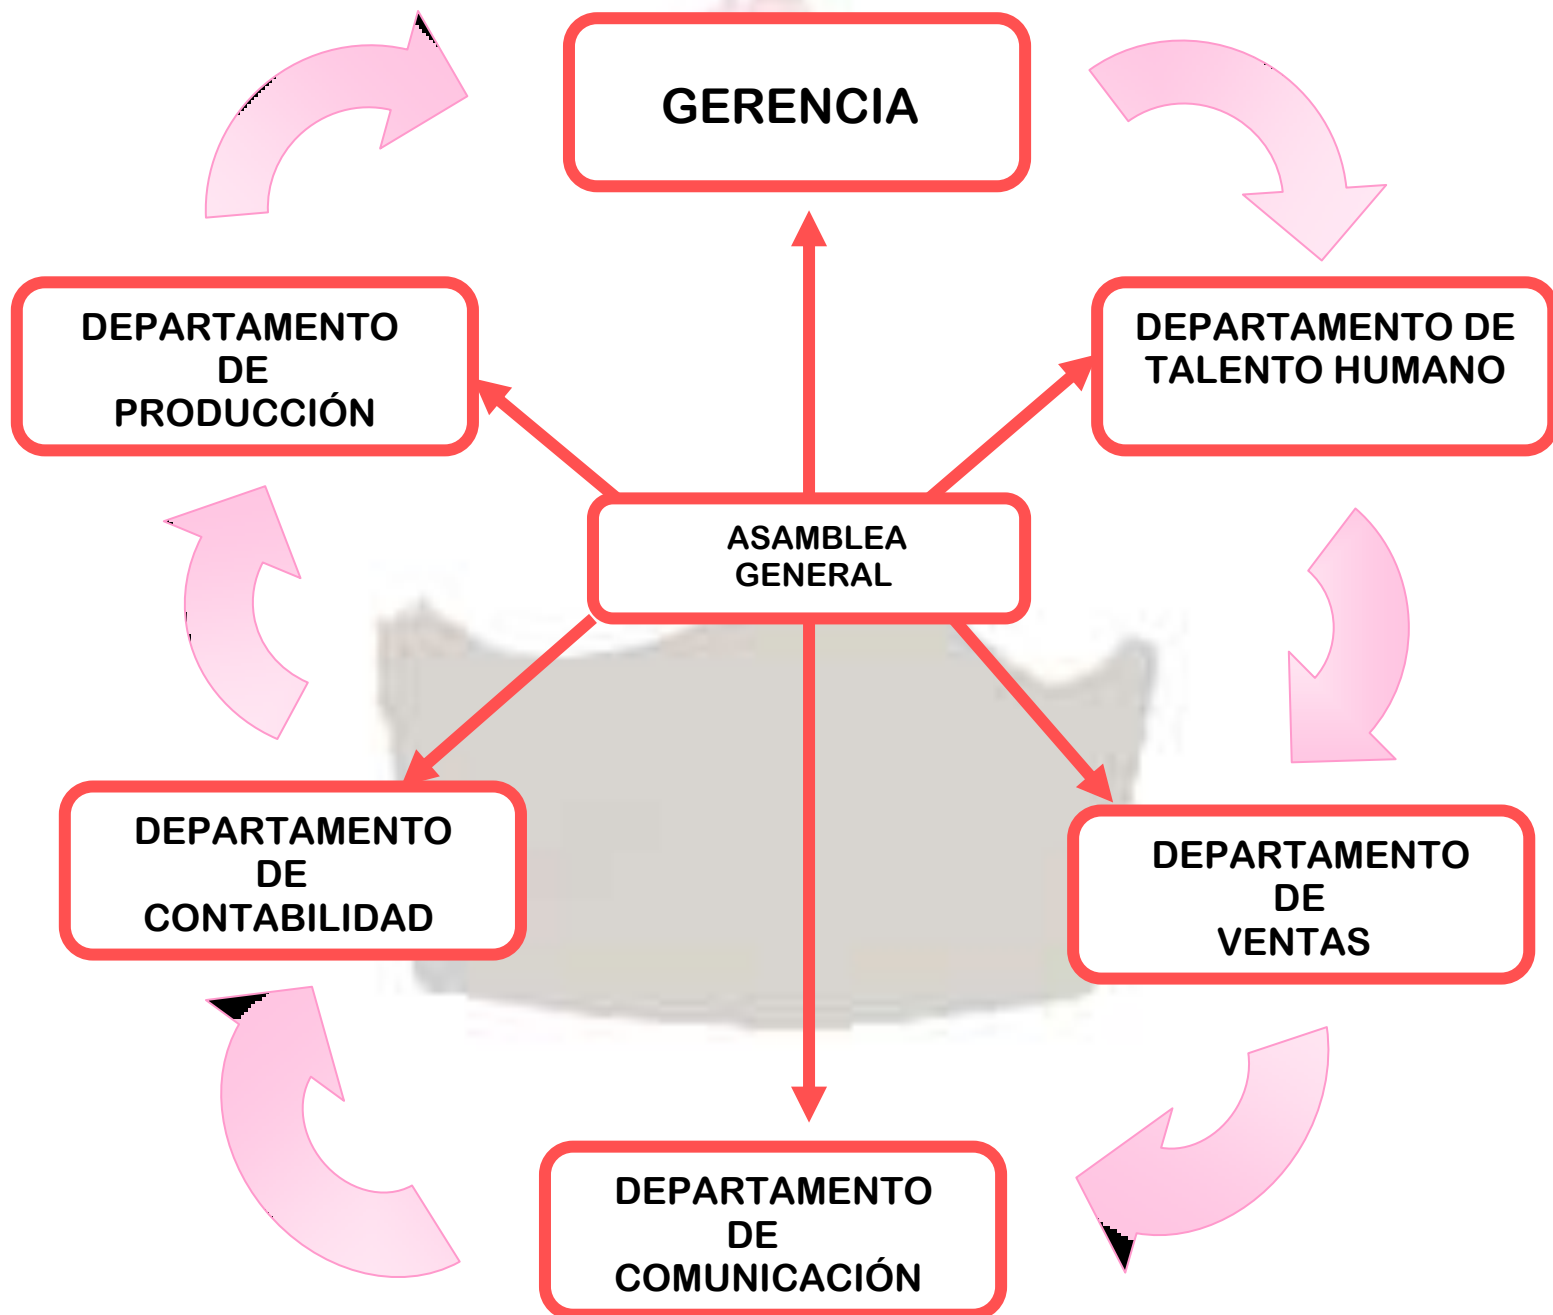 GERENCIA
DEPARTAMENTO
DE
PRODUCCIÓN
DEPARTAMENTO DE
TALENTO HUMANO
ASAMBLEA
GENERAL
DEPARTAMENTO
DE
CONTABILIDAD
DEPARTAMENTO
DE
VENTAS
DEPARTAMENTO
DE
COMUNICACIÓN